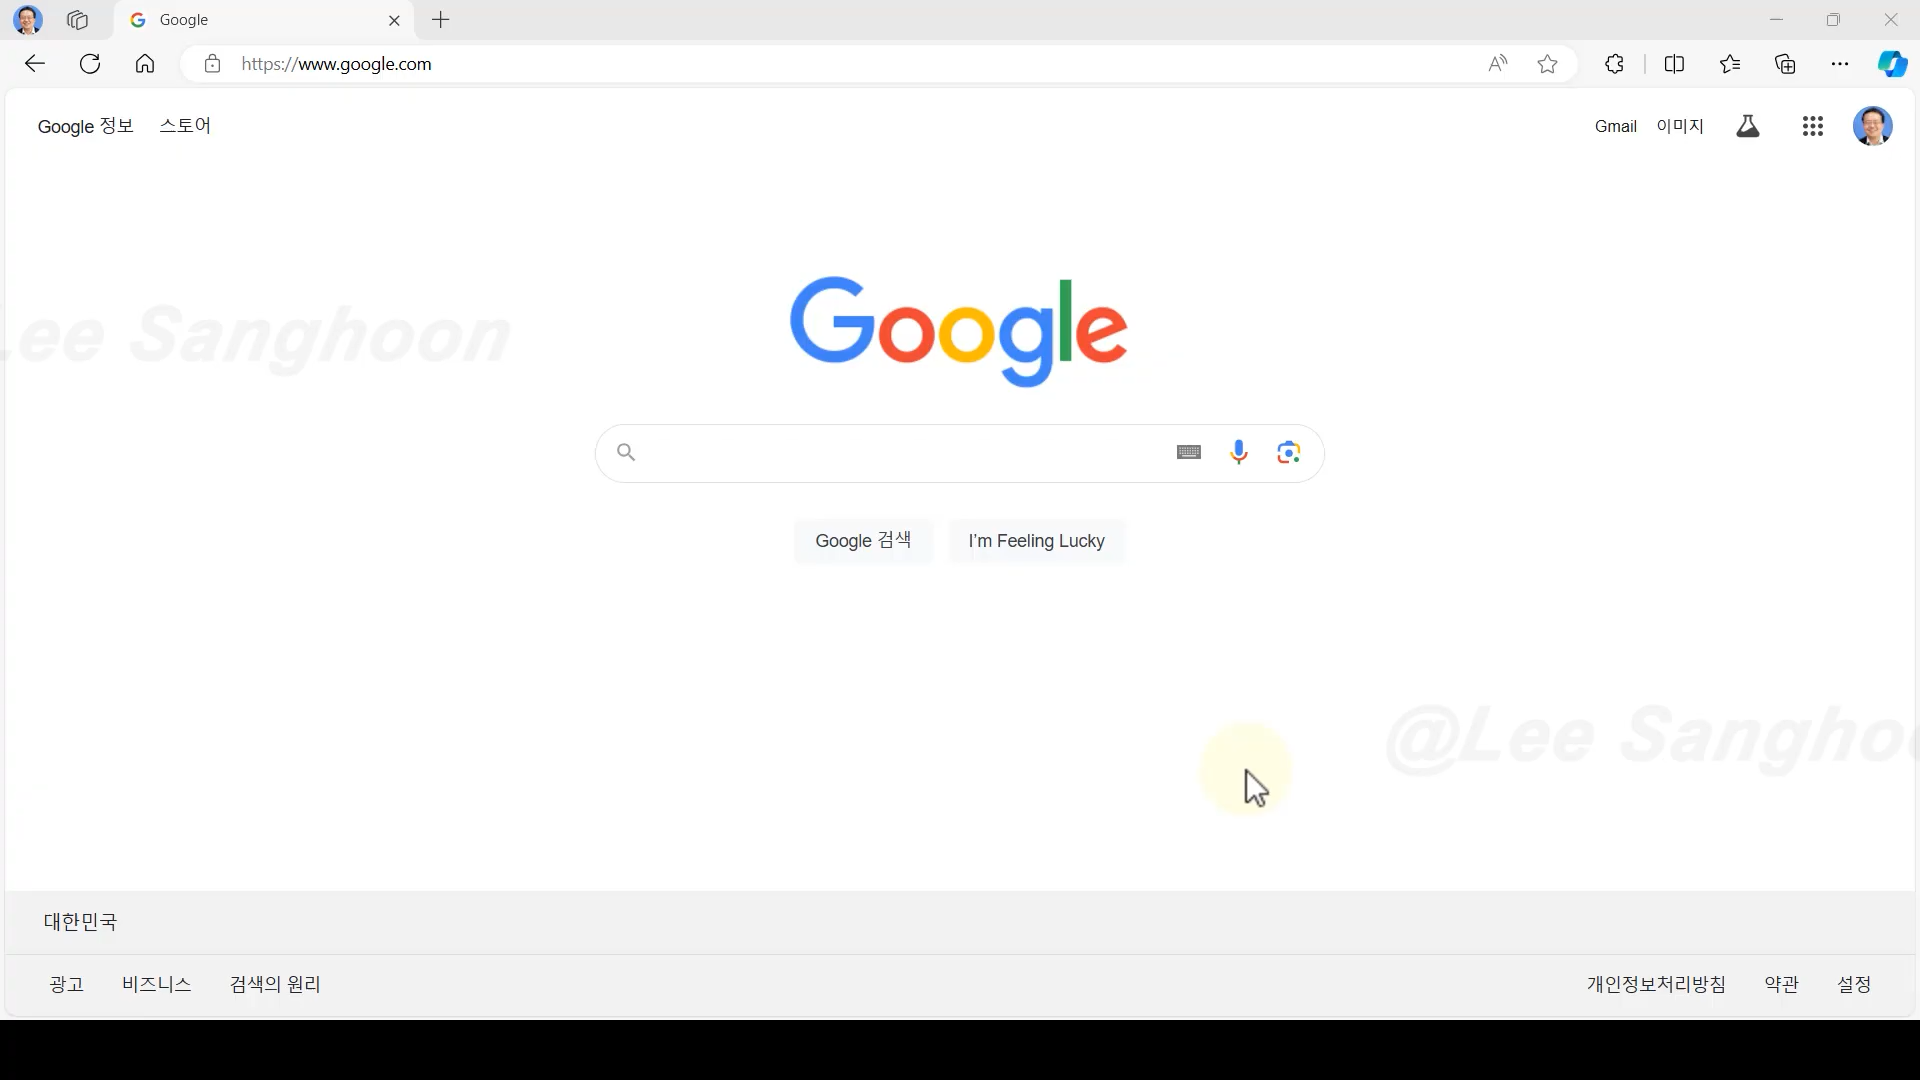 Google
https://www.google.com
Google 정보 스토어
Gmail 이미지
Google
Lee Sanghoon
Google 검색 I'm Feeling Lucky
@Lee Sanghoo
대한민국
광고 비즈니스 검색의 원리
개인정보처리방침 약관 설정